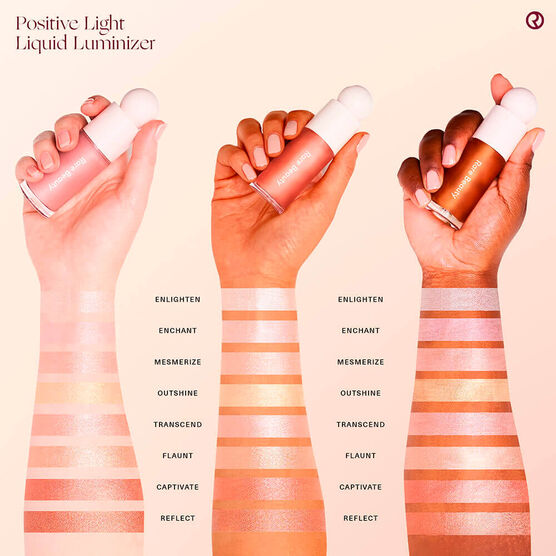 Positive Light
Liquid Luminizer
Rare Beauty
Rare Beauty
Rare Beauty
ENLIGHTEN
ENLIGHTEN
ENCHANT
ENCHANT
MESMERIZE
MESMERIZE
OUTSHINE
OUTSHINE
TRANSCEND
TRANSCEND
FLAUNT
FLAUNT
CAPTIVATE
CAPTIVATE
REFLECT
REFLECT